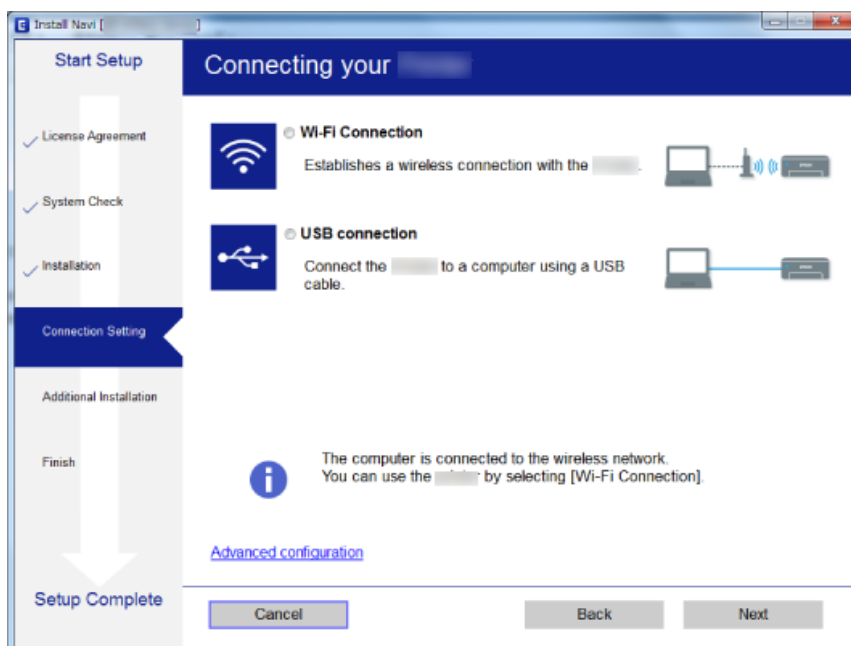 Install Navi [ ]
Start Setup
Connecting your
License Agreement
System Check
Installation
Connection Setting
Additional Installation
Finish
Setup Complete
Wi-Fi Connection
Establishes a wireless connection with the .
USB connection
Connect the to a computer using a USB
cable.
The computer is connected to the wireless network.
You can use the by selecting [Wi-Fi Connection].
Advanced configuration
Cancel
Back
Next